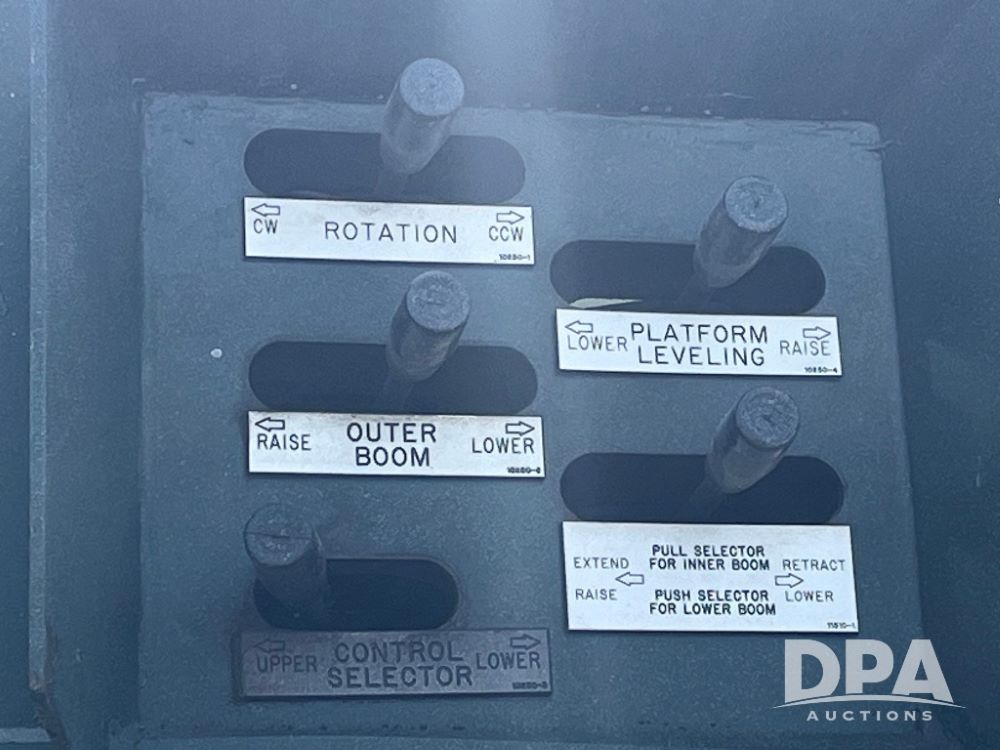 CW ROTATION CCW
10850-1
LOWER PLATFORM LEVELING RAISE
10850-4
RAISE OUTER BOOM LOWER
EXTEND PULL SELECTOR FOR INNER BOOM RETRACT
RAISE PUSH SELECTOR FOR LOWER BOOM LOWER
11510-1
UPPER CONTROL SELECTOR LOWER
DPA
AUCTIONS